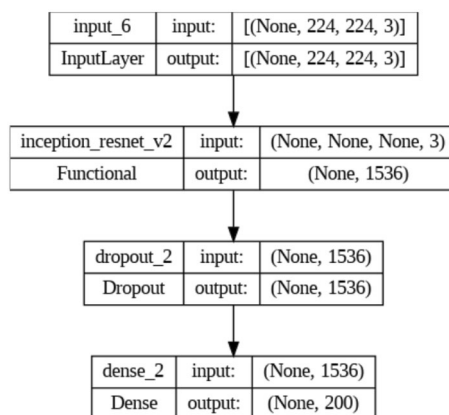 input_6 input: [(None, 224, 224, 3)]
InputLayer output: [(None, 224, 224, 3)]
inception_resnet_v2 input: (None, None, None, 3)
Functional output: (None, 1536)
dropout_2 input: (None, 1536)
Dropout output: (None, 1536)
dense_2 input: (None, 1536)
Dense output: (None, 200)